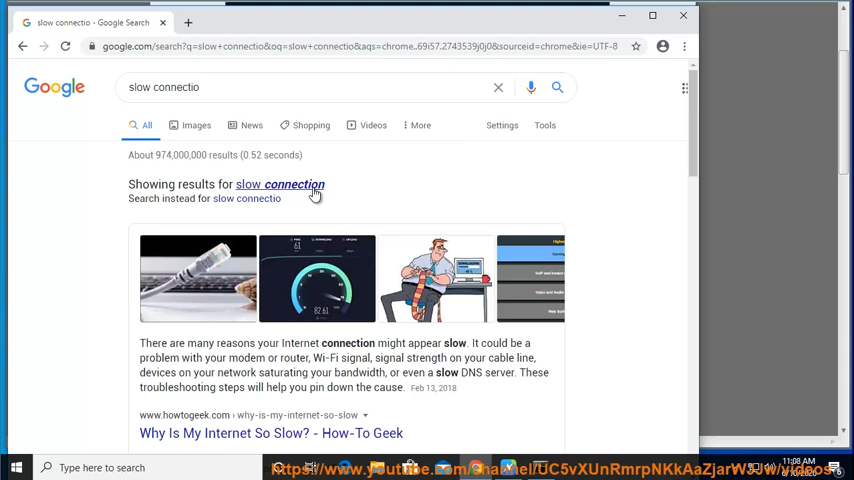 slow connectio - Google Search
google.com/search?q=slow+connectio&oq=slow+connectio&aqs=chrome..69i57.2743539j0j0&sourceid=chrome&ie=UTF-8
Google
slow connectio
All Images News Shopping Videos More Settings Tools
About 974,000,000 results (0.52 seconds)
Showing results for slow connection
Search instead for slow connectio
82.61
There are many reasons your Internet connection might appear slow. It could be a
problem with your modem or router, Wi-Fi signal, signal strength on your cable line,
devices on your network saturating your bandwidth, or even a slow DNS server. These
troubleshooting steps will help you pin down the cause. Feb 13, 2018
www.howtogeek.com › why-is-my-internet-so-slow
Why Is My Internet So Slow? - How-To Geek
Type here to search
https://www.youtube.com/channel/UC5vXUnRmrpNKkAaZjarW3Jw/videos
11:08 AM
8/10/2020